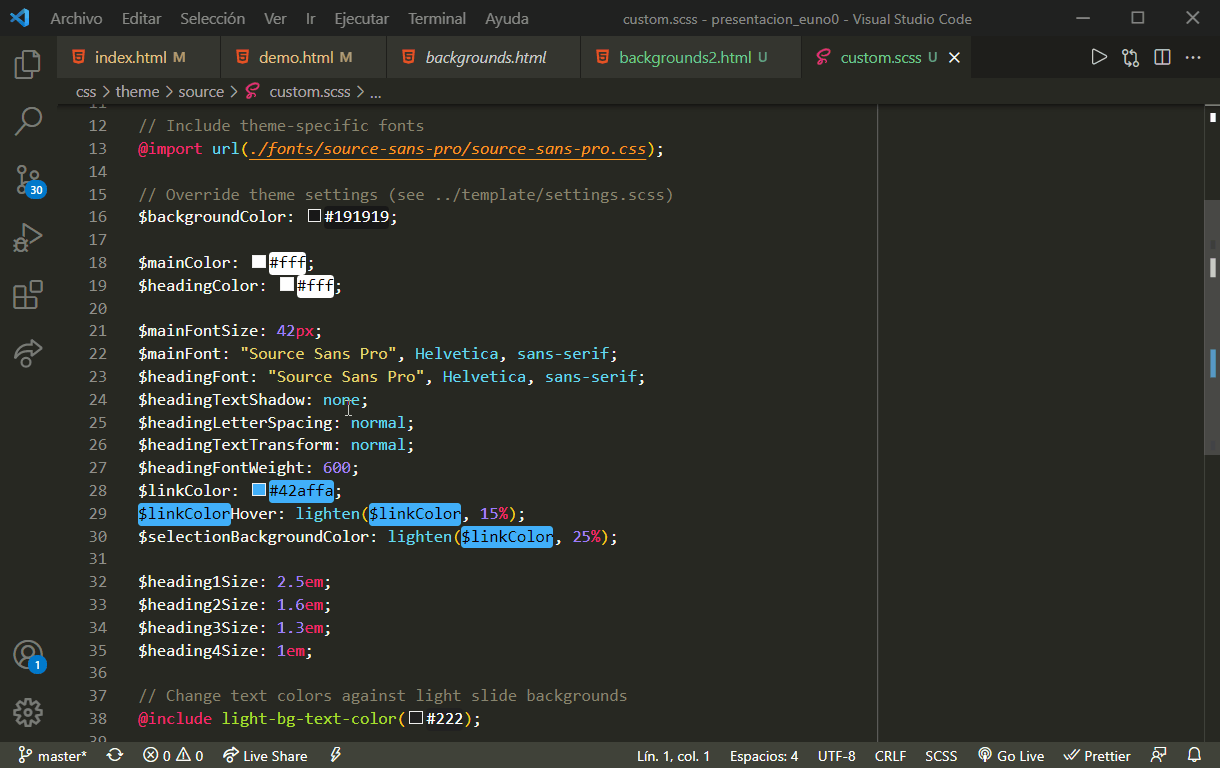 Archivo Editar Selección Ver Ir Ejecutar Terminal Ayuda custom.scss - presentacion_euno0 - Visual Studio Code
index.html M demo.html M backgrounds.html backgrounds2.html U custom.scss U
css > theme > source > custom.scss > ...
11
12 // Include theme-specific fonts
13 @import url(./fonts/source-sans-pro/source-sans-pro.css);
14
15 // Override theme settings (see ../template/settings.scss)
16 $backgroundColor: #191919;
17
18 $mainColor: #fff;
19 $headingColor: #fff;
20
21 $mainFontSize: 42px;
22 $mainFont: "Source Sans Pro", Helvetica, sans-serif;
23 $headingFont: "Source Sans Pro", Helvetica, sans-serif;
24 $headingTextShadow: none;
25 $headingLetterSpacing: normal;
26 $headingTextTransform: normal;
27 $headingFontWeight: 600;
28 $linkColor: #42affa;
29 $linkColorHover: lighten($linkColor, 15%);
30 $selectionBackgroundColor: lighten($linkColor, 25%);
31
32 $heading1Size: 2.5em;
33 $heading2Size: 1.6em;
34 $heading3Size: 1.3em;
35 $heading4Size: 1em;
36
37 // Change text colors against light slide backgrounds
38 @include light-bg-text-color(#222);
39
30
1
master* 0 0 Live Share Lín. 1, col. 1 Espacios: 4 UTF-8 CRLF SCSS Go Live Prettier